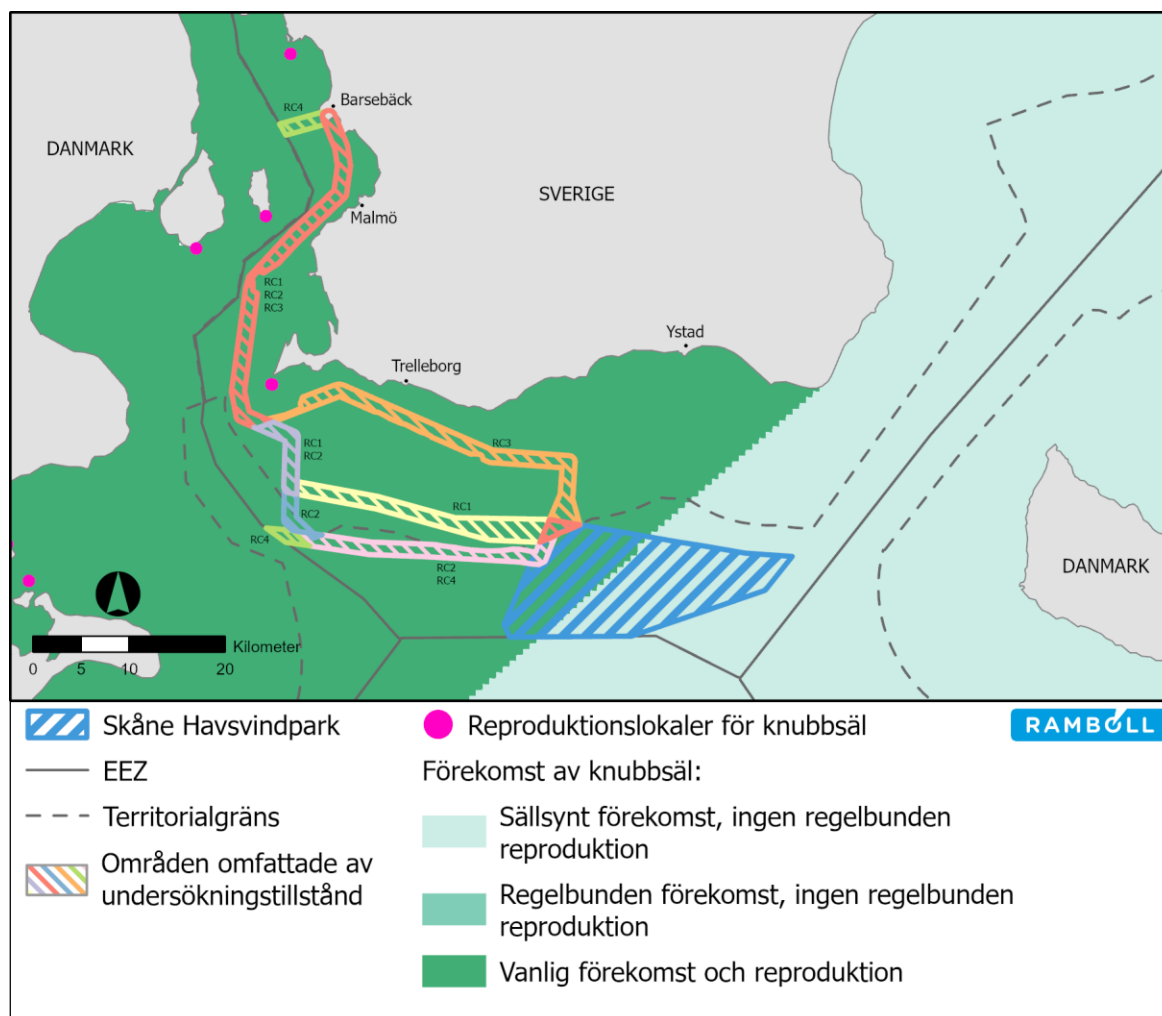 Barsebäck
RC4
DANMARK
SVERIGE
Malmö
RC1
RC2
RC3
Ystad
Trelleborg
RC1
RC2
RC3
RC1
RC2
RC4
RC2
RC4
DANMARK
Kilometer
0 5 10 20
Skåne Havsvindpark
EEZ
Territorialgräns
Områden omfattade av
undersökningstillstånd
Reproduktionslokaler för knubbsäl
Förekomst av knubbsäl:
Sällsynt förekomst, ingen regelbunden
reproduktion
Regelbunden förekomst, ingen regelbunden
reproduktion
Vanlig förekomst och reproduktion
RAMBOLL